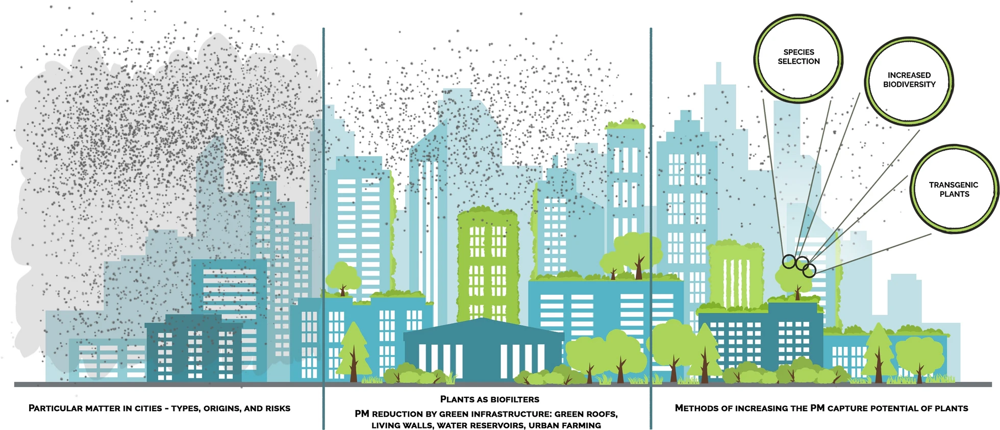 SPECIES
SELECTION
INCREASED
BIODIVERSITY
TRANSGENIC
PLANTS
PARTICULAR MATTER IN CITIES - TYPES, ORIGINS, AND RISKS
PLANTS AS BIOFILTERS
PM REDUCTION BY GREEN INFRASTRUCTURE: GREEN ROOFS,
LIVING WALLS, WATER RESERVOIRS, URBAN FARMING
METHODS OF INCREASING THE PM CAPTURE POTENTIAL OF PLANTS